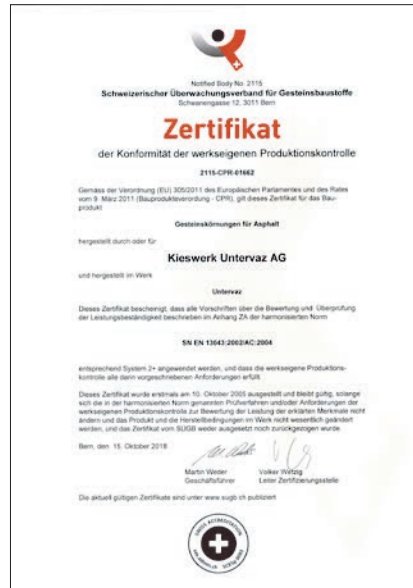 Notified Body No. 2115
Schweizerischer Überwachungsverband für Gesteinsbaustoffe
Schwanengasse 12, 3011 Bern
Zertifikat
der Konformität der werkseigenen Produktionskontrolle
2115-CPR-01662
Gemäss der Verordnung (EU) 305/2011 des Europäischen Parlamentes und des Rates
vom 9. März 2011 (Bauprodukteverordnung - CPR), gilt dieses Zertifikat für das Bau-
produkt
Gesteinskörnungen für Asphalt
hergestellt durch oder für
Kieswerk Untervaz AG
und hergestellt im Werk
Untervaz
Dieses Zertifikat bescheinigt, dass alle Vorschriften über die Bewertung und Überprüfung
der Leistungsbeständigkeit beschrieben im Anhang ZA der harmonisierten Norm
SN EN 13043:2002/AC:2004
entsprechend System 2+ angewendet werden, und dass die werkseigene Produktions-
kontrolle alle darin vorgeschriebenen Anforderungen erfüllt.
Dieses Zertifikat wurde erstmals am 10. Oktober 2005 ausgestellt und bleibt gültig, solange
sich die in der harmonisierten Norm genannten Prüfverfahren und/oder Anforderungen der
werkseigenen Produktionskontrolle zur Bewertung der Leistung der erklärten Merkmale nicht
ändern und das Produkt und die Herstellbedingungen im Werk nicht wesentlich geändert
werden, und das Zertifikat vom SÜGB weder ausgesetzt noch zurückgezogen wurde.
Bern, den 15. Oktober 2018
Martin Weder Volker Wetzig
Geschäftsführer Leiter Zertifizierungsstelle
Die aktuell gültigen Zertifikate sind unter www.sugb.ch publiziert
SWISS ACCREDITATION